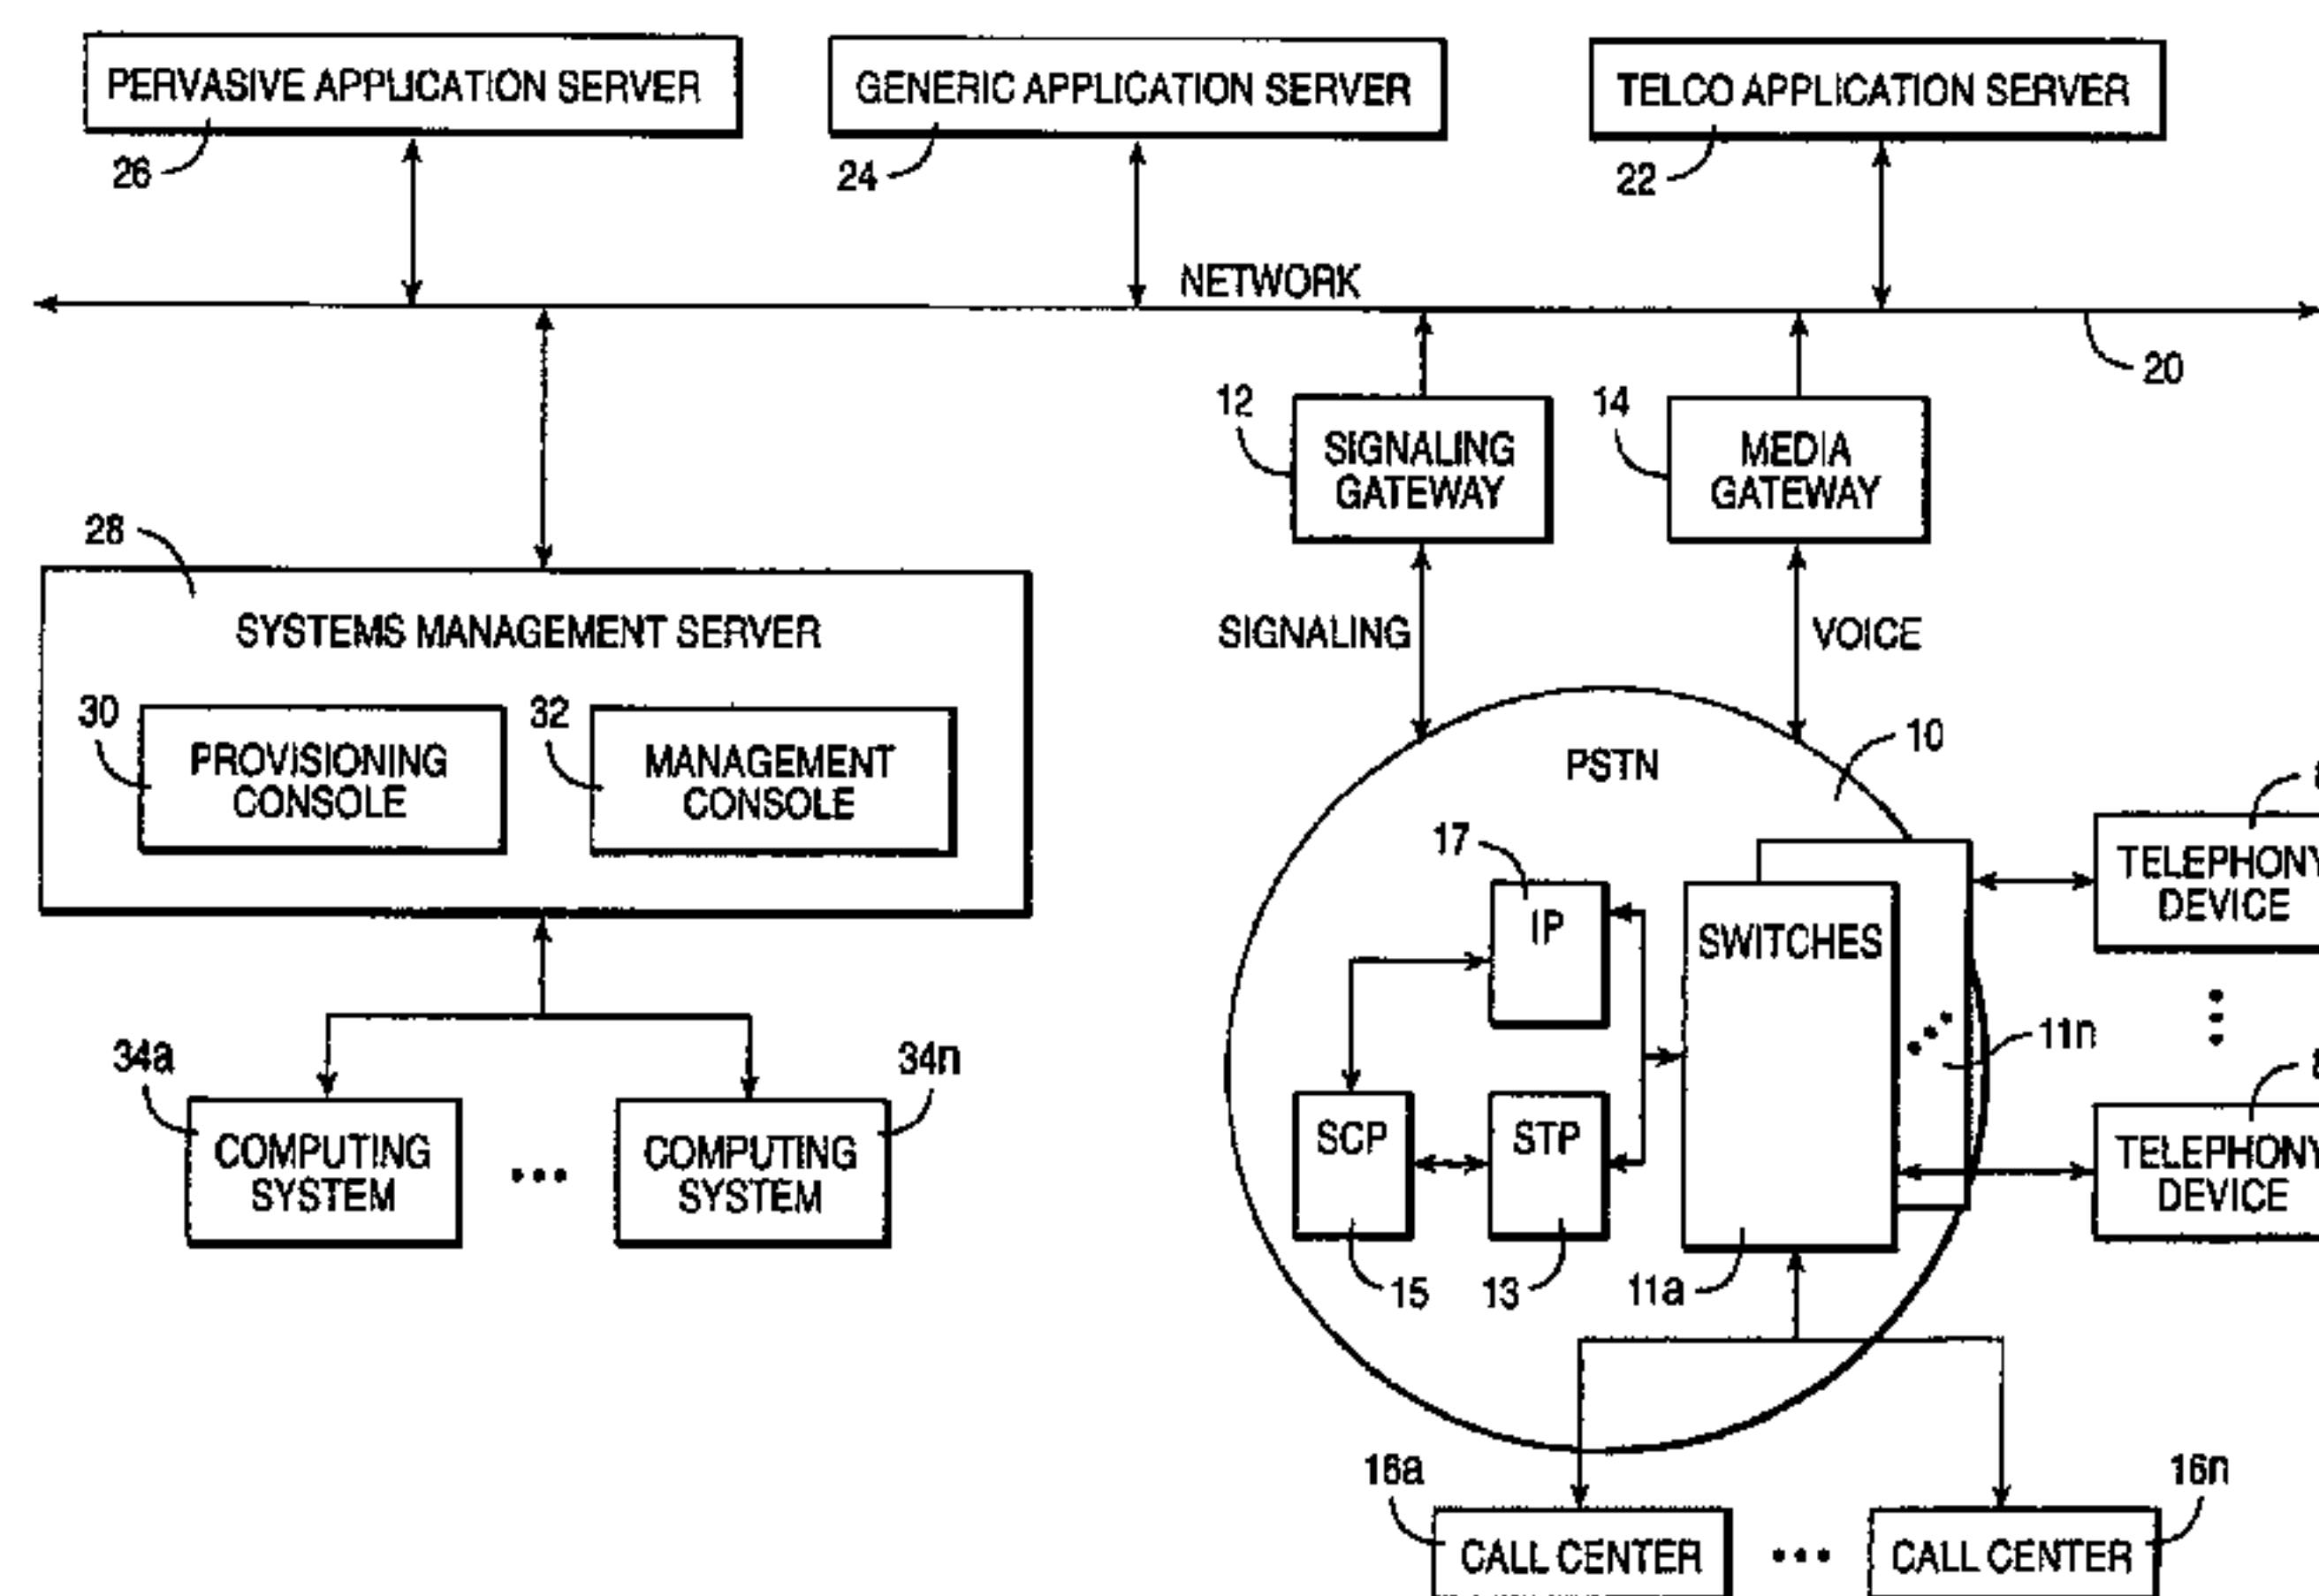 PERVASIVE APPLICATION SERVER
GENERIC APPLICATION SERVER
TELCO APPLICATION SERVER
26
24
22
NETWORK
20
12
14
SIGNALING
GATEWAY
MEDIA
GATEWAY
28
SYSTEMS MANAGEMENT SERVER
SIGNALING
VOICE
30
32
PROVISIONING
CONSOLE
MANAGEMENT
CONSOLE
PSTN
10
17
IP
SWITCHES
TELEPHONY
DEVICE
11n
34a
34n
COMPUTING
SYSTEM
COMPUTING
SYSTEM
SCP
STP
TELEPHONY
DEVICE
15
13
11a
16a
16n
CALL CENTER
CALL CENTER